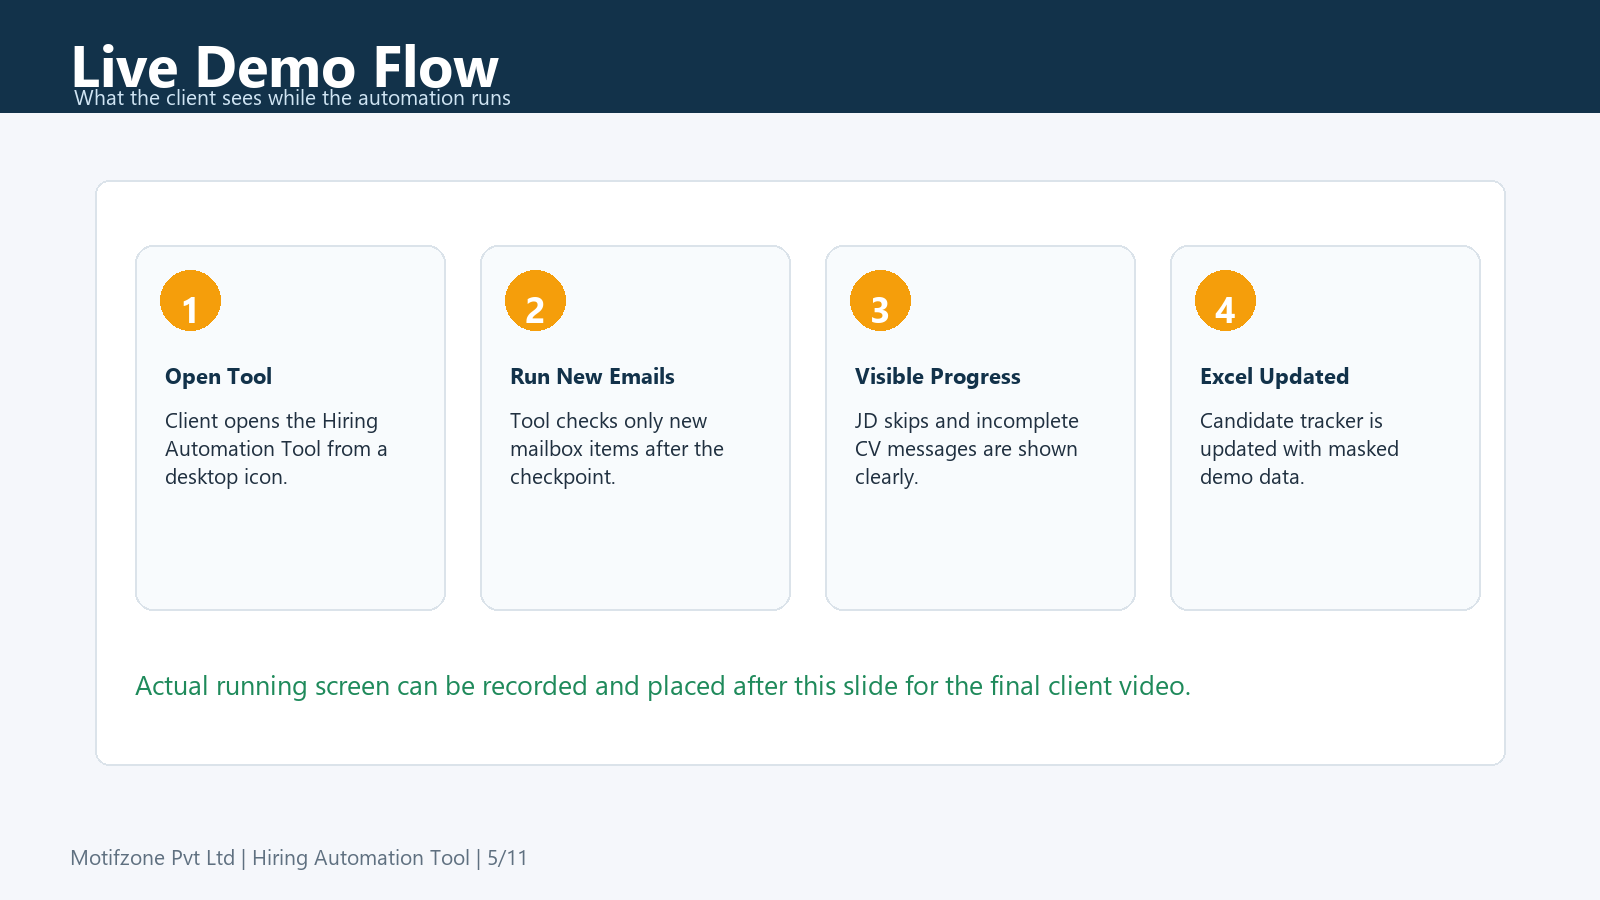 Live Demo Flow
What the client sees while the automation runs
1
Open Tool
Client opens the Hiring
Automation Tool from a
desktop icon.
2
Run New Emails
Tool checks only new
mailbox items after the
checkpoint.
3
Visible Progress
JD skips and incomplete
CV messages are shown
clearly.
4
Excel Updated
Candidate tracker is
updated with masked
demo data.
Actual running screen can be recorded and placed after this slide for the final client video.
Motifzone Pvt Ltd | Hiring Automation Tool | 5/11